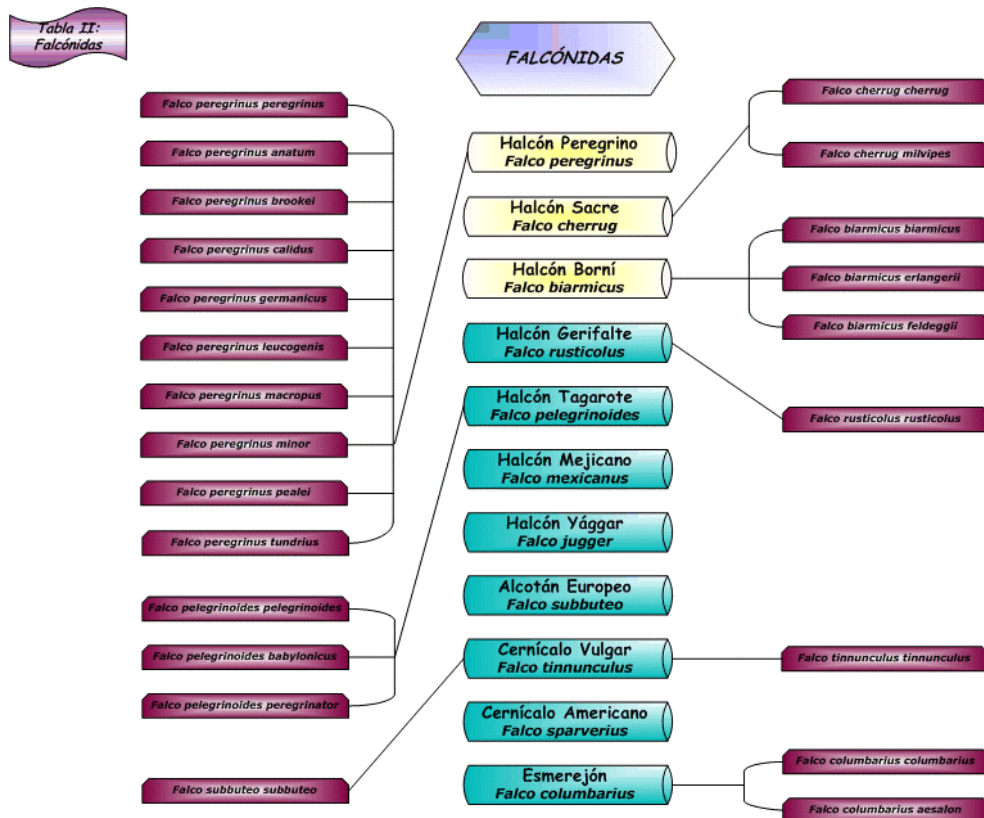 Tabla II:
Falcónidas
FALCÓNIDAS
Falco peregrinus peregrinus
Falco peregrinus anatum
Falco peregrinus brookei
Falco peregrinus calidus
Falco peregrinus germanicus
Falco peregrinus leucogenis
Falco peregrinus macropus
Falco peregrinus minor
Falco peregrinus pealei
Falco peregrinus tundrius
Falco pelegrinoides pelegrinoides
Falco pelegrinoides babylonicus
Falco pelegrinoides peregrinator
Falco subbuteo subbuteo
Halcón Peregrino
Falco peregrinus
Halcón Sacre
Falco cherrug
Halcón Borní
Falco biarmicus
Halcón Gerifalte
Falco rusticolus
Halcón Tagarote
Falco pelegrinoides
Halcón Mejicano
Falco mexicanus
Halcón Yággar
Falco jugger
Alcotán Europeo
Falco subbuteo
Cernícalo Vulgar
Falco tinnunculus
Cernícalo Americano
Falco sparverius
Esmerejón
Falco columbarius
Falco cherrug cherrug
Falco cherrug milvipes
Falco biarmicus biarmicus
Falco biarmicus erlangerii
Falco biarmicus feldeggii
Falco rusticolus rusticolus
Falco tinnunculus tinnunculus
Falco columbarius columbarius
Falco columbarius aesalon